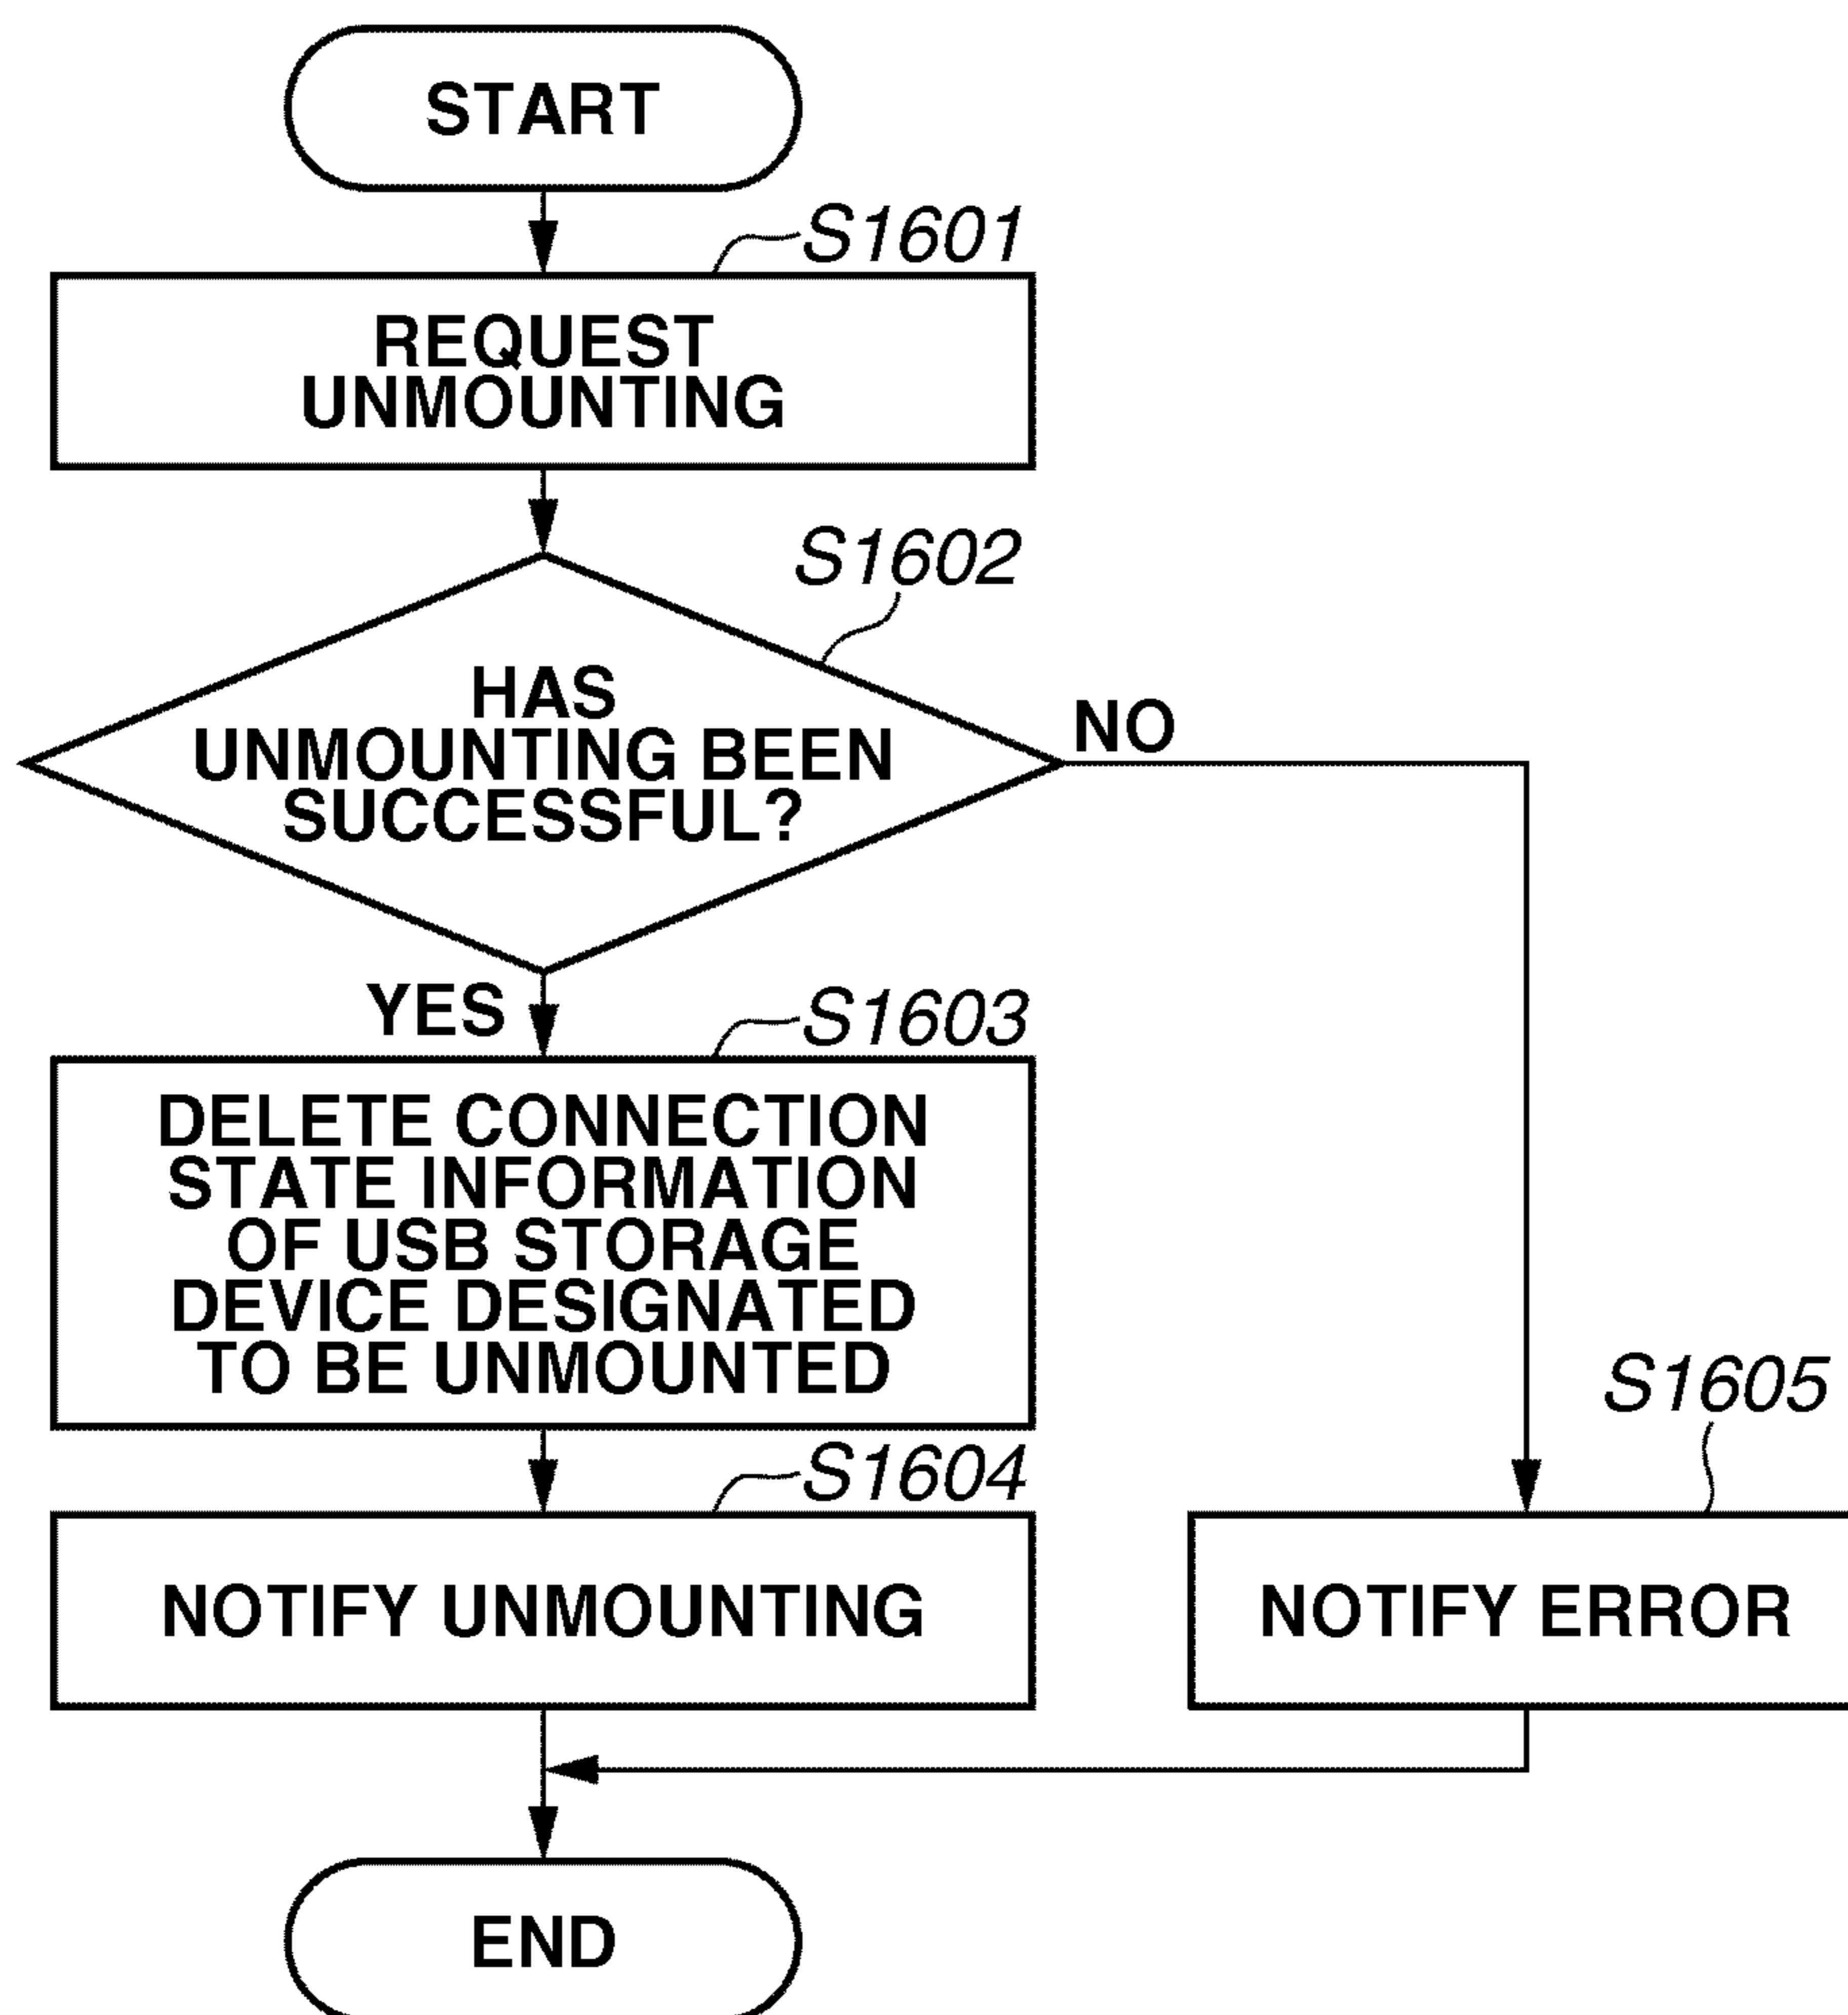 START
S1601
REQUEST
UNMOUNTING
S1602
HAS
UNMOUNTING BEEN
SUCCESSFUL?
NO
YES
S1603
DELETE CONNECTION
STATE INFORMATION
OF USB STORAGE
DEVICE DESIGNATED
TO BE UNMOUNTED
S1605
S1604
NOTIFY UNMOUNTING
NOTIFY ERROR
END